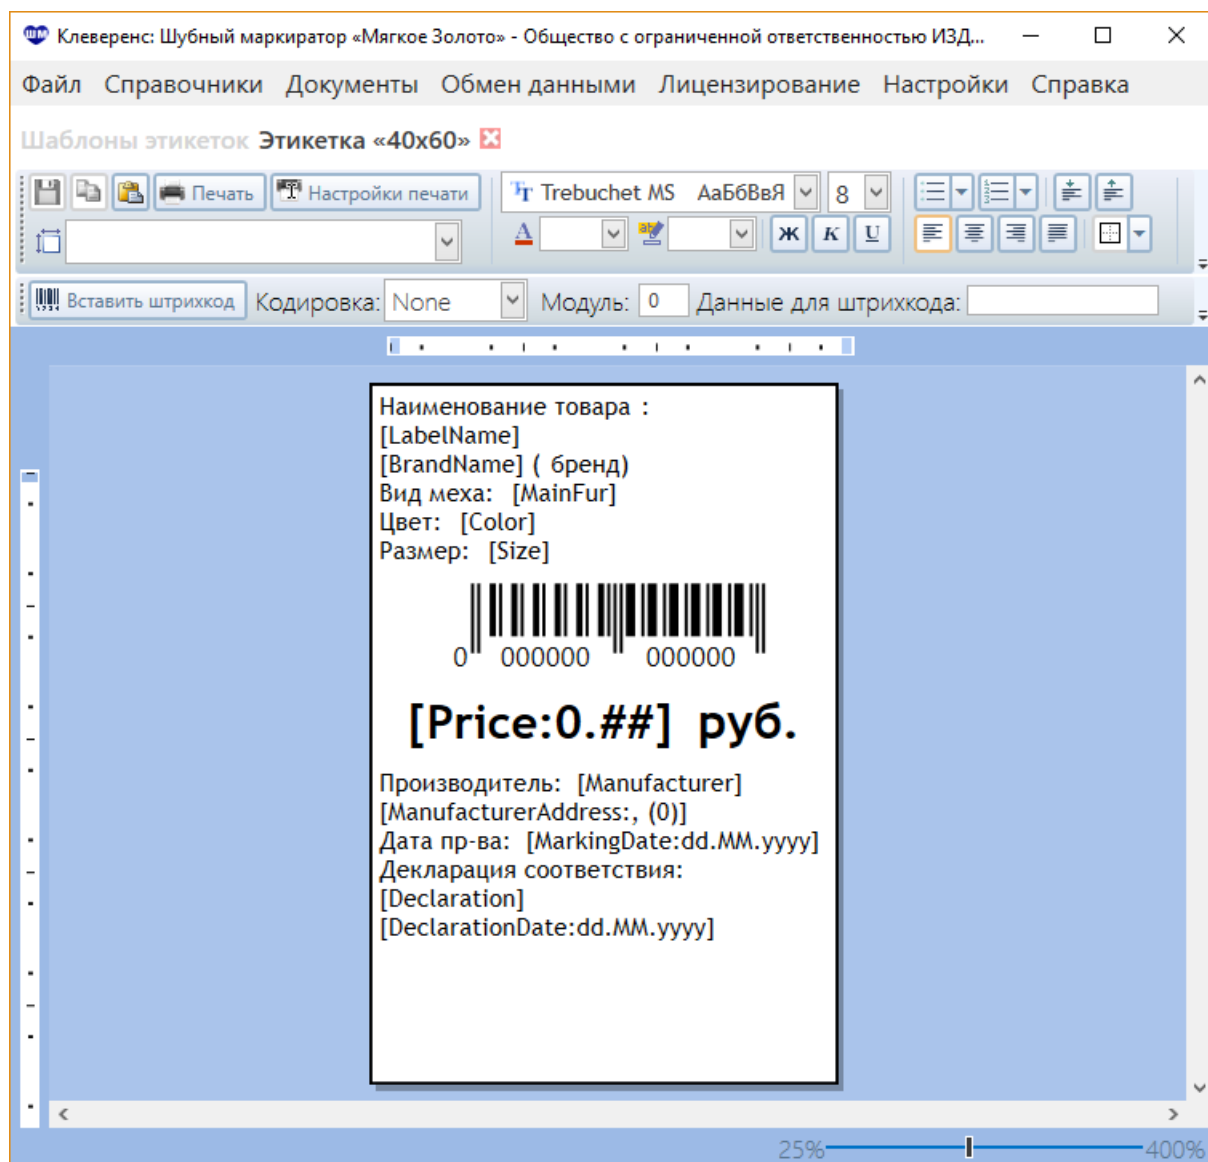 шм Клеверенс: Шубный маркиратор «Мягкое Золото» - Общество с ограниченной ответственностью ИЗД...
Файл Справочники Документы Обмен данными Лицензирование Настройки Справка
Шаблоны этикеток Этикетка «40х60»
Печать Настройки печати Trebuchet MS АаБбВвЯ 8
A ab Ж К U
Вставить штрихкод Кодировка: None Модуль: 0 Данные для штрихкода:
Наименование товара :
[LabelName]
[BrandName] ( бренд)
Вид меха: [MainFur]
Цвет: [Color]
Размер: [Size]
0 000000 000000
[Price:0.##] руб.
Производитель: [Manufacturer]
[ManufacturerAddress:, (0)]
Дата пр-ва: [MarkingDate:dd.MM.yyyy]
Декларация соответствия:
[Declaration]
[DeclarationDate:dd.MM.yyyy]
25% 400%